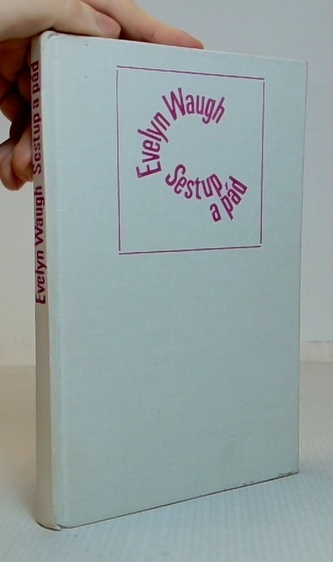 Evelyn Waugh
Sestup
a pád
Evelyn Waugh Sestup a pád